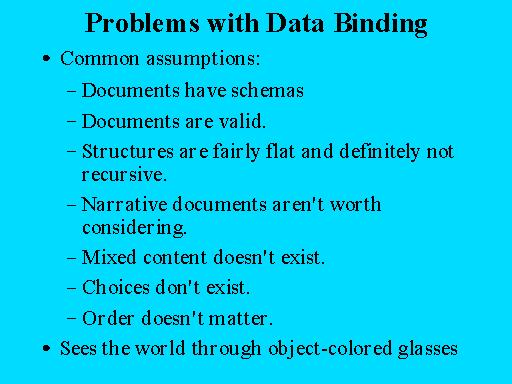 Problems with Data Binding
• Common assumptions:
– Documents have schemas
– Documents are valid.
– Structures are fairly flat and definitely not
recursive.
– Narrative documents aren't worth
considering.
– Mixed content doesn't exist.
– Choices don't exist.
– Order doesn't matter.
• Sees the world through object-colored glasses